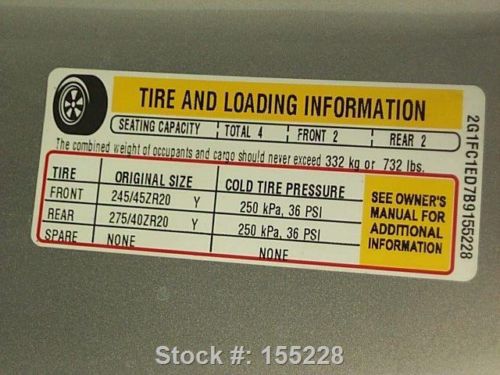 TIRE AND LOADING INFORMATION
SEATING CAPACITY TOTAL 4 FRONT 2 REAR 2
The combined weight of occupants and cargo should never exceed 332 kg or 732 lbs.
TIRE ORIGINAL SIZE COLD TIRE PRESSURE
FRONT 245/45ZR20 Y 250 kPa, 36 PSI
REAR 275/40ZR20 Y 250 kPa, 36 PSI
SPARE NONE NONE
SEE OWNER'S
MANUAL FOR
ADDITIONAL
INFORMATION
2G1FC1ED7B9155228
Stock #: 155228